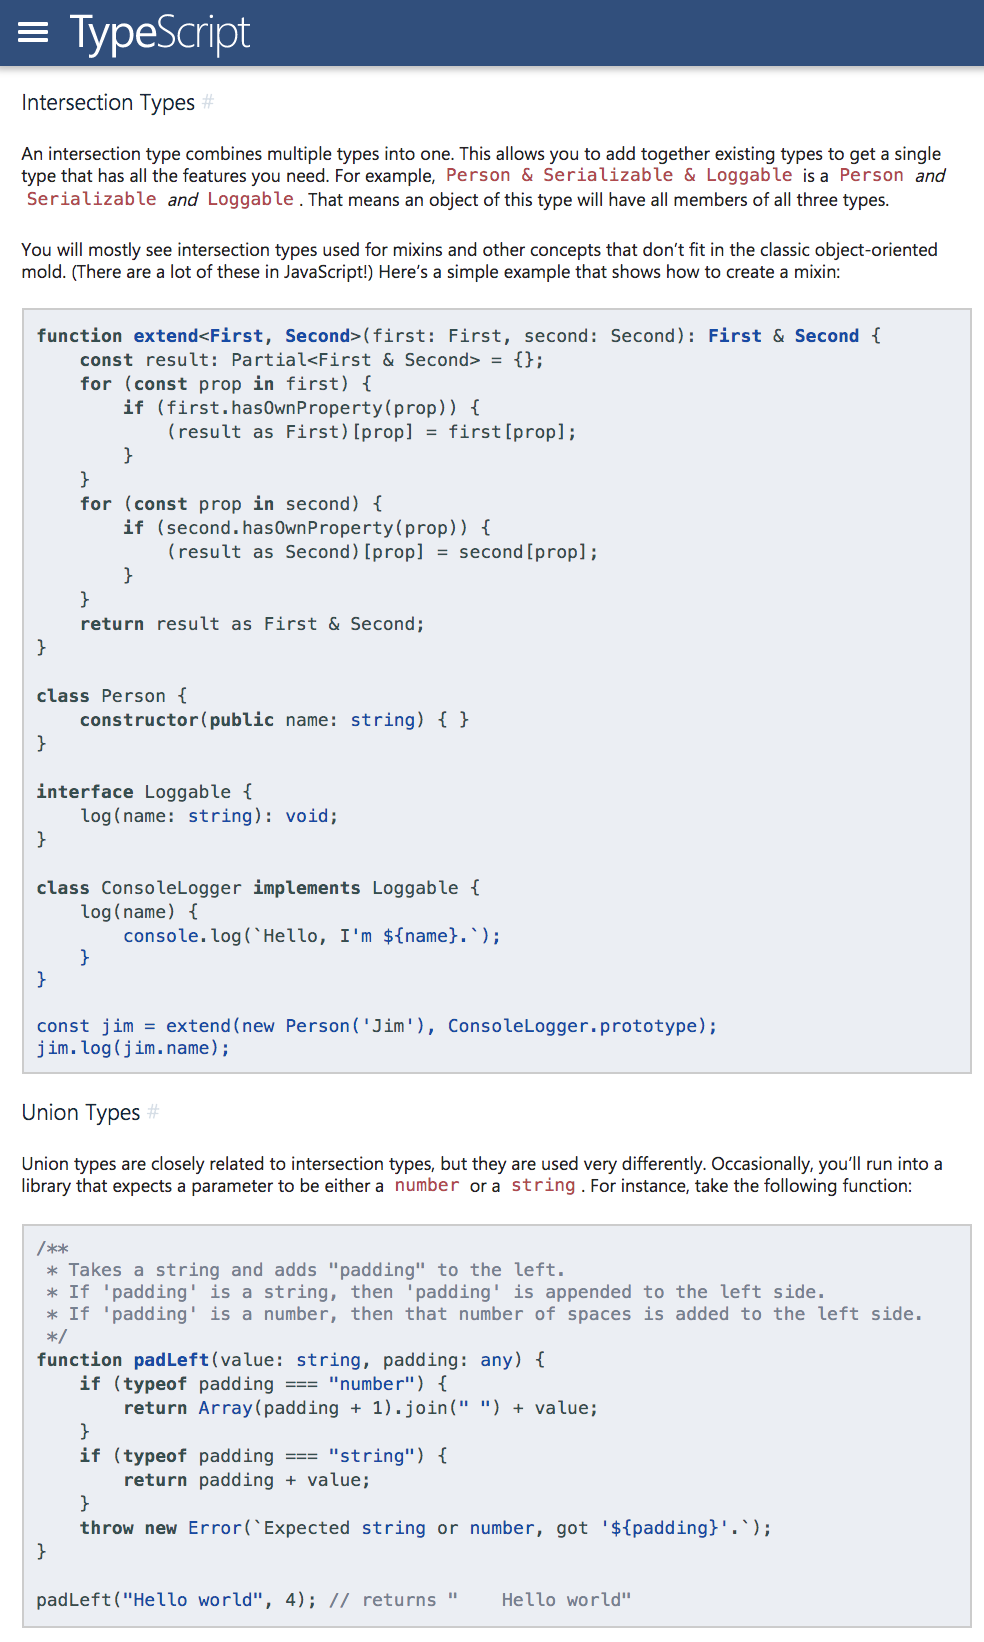 TypeScript
Intersection Types #
An intersection type combines multiple types into one. This allows you to add together existing types to get a single
type that has all the features you need. For example, Person & Serializable & Loggable is a Person and
Serializable and Loggable . That means an object of this type will have all members of all three types.
You will mostly see intersection types used for mixins and other concepts that don’t fit in the classic object-oriented
mold. (There are a lot of these in JavaScript!) Here’s a simple example that shows how to create a mixin:
function extend<First, Second>(first: First, second: Second): First & Second {
    const result: Partial<First & Second> = {};
    for (const prop in first) {
        if (first.hasOwnProperty(prop)) {
            (result as First)[prop] = first[prop];
        }
    }
    for (const prop in second) {
        if (second.hasOwnProperty(prop)) {
            (result as Second)[prop] = second[prop];
        }
    }
    return result as First & Second;
}
class Person {
    constructor(public name: string) { }
}
interface Loggable {
    log(name: string): void;
}
class ConsoleLogger implements Loggable {
    log(name) {
        console.log(`Hello, I'm ${name}.`);
    }
}
const jim = extend(new Person('Jim'), ConsoleLogger.prototype);
jim.log(jim.name);
Union Types #
Union types are closely related to intersection types, but they are used very differently. Occasionally, you’ll run into a
library that expects a parameter to be either a number or a string . For instance, take the following function:
/**
 * Takes a string and adds "padding" to the left.
 * If 'padding' is a string, then 'padding' is appended to the left side.
 * If 'padding' is a number, then that number of spaces is added to the left side.
 */
function padLeft(value: string, padding: any) {
    if (typeof padding === "number") {
        return Array(padding + 1).join(" ") + value;
    }
    if (typeof padding === "string") {
        return padding + value;
    }
    throw new Error(`Expected string or number, got '${padding}'.`);
}
padLeft("Hello world", 4); // returns "    Hello world"